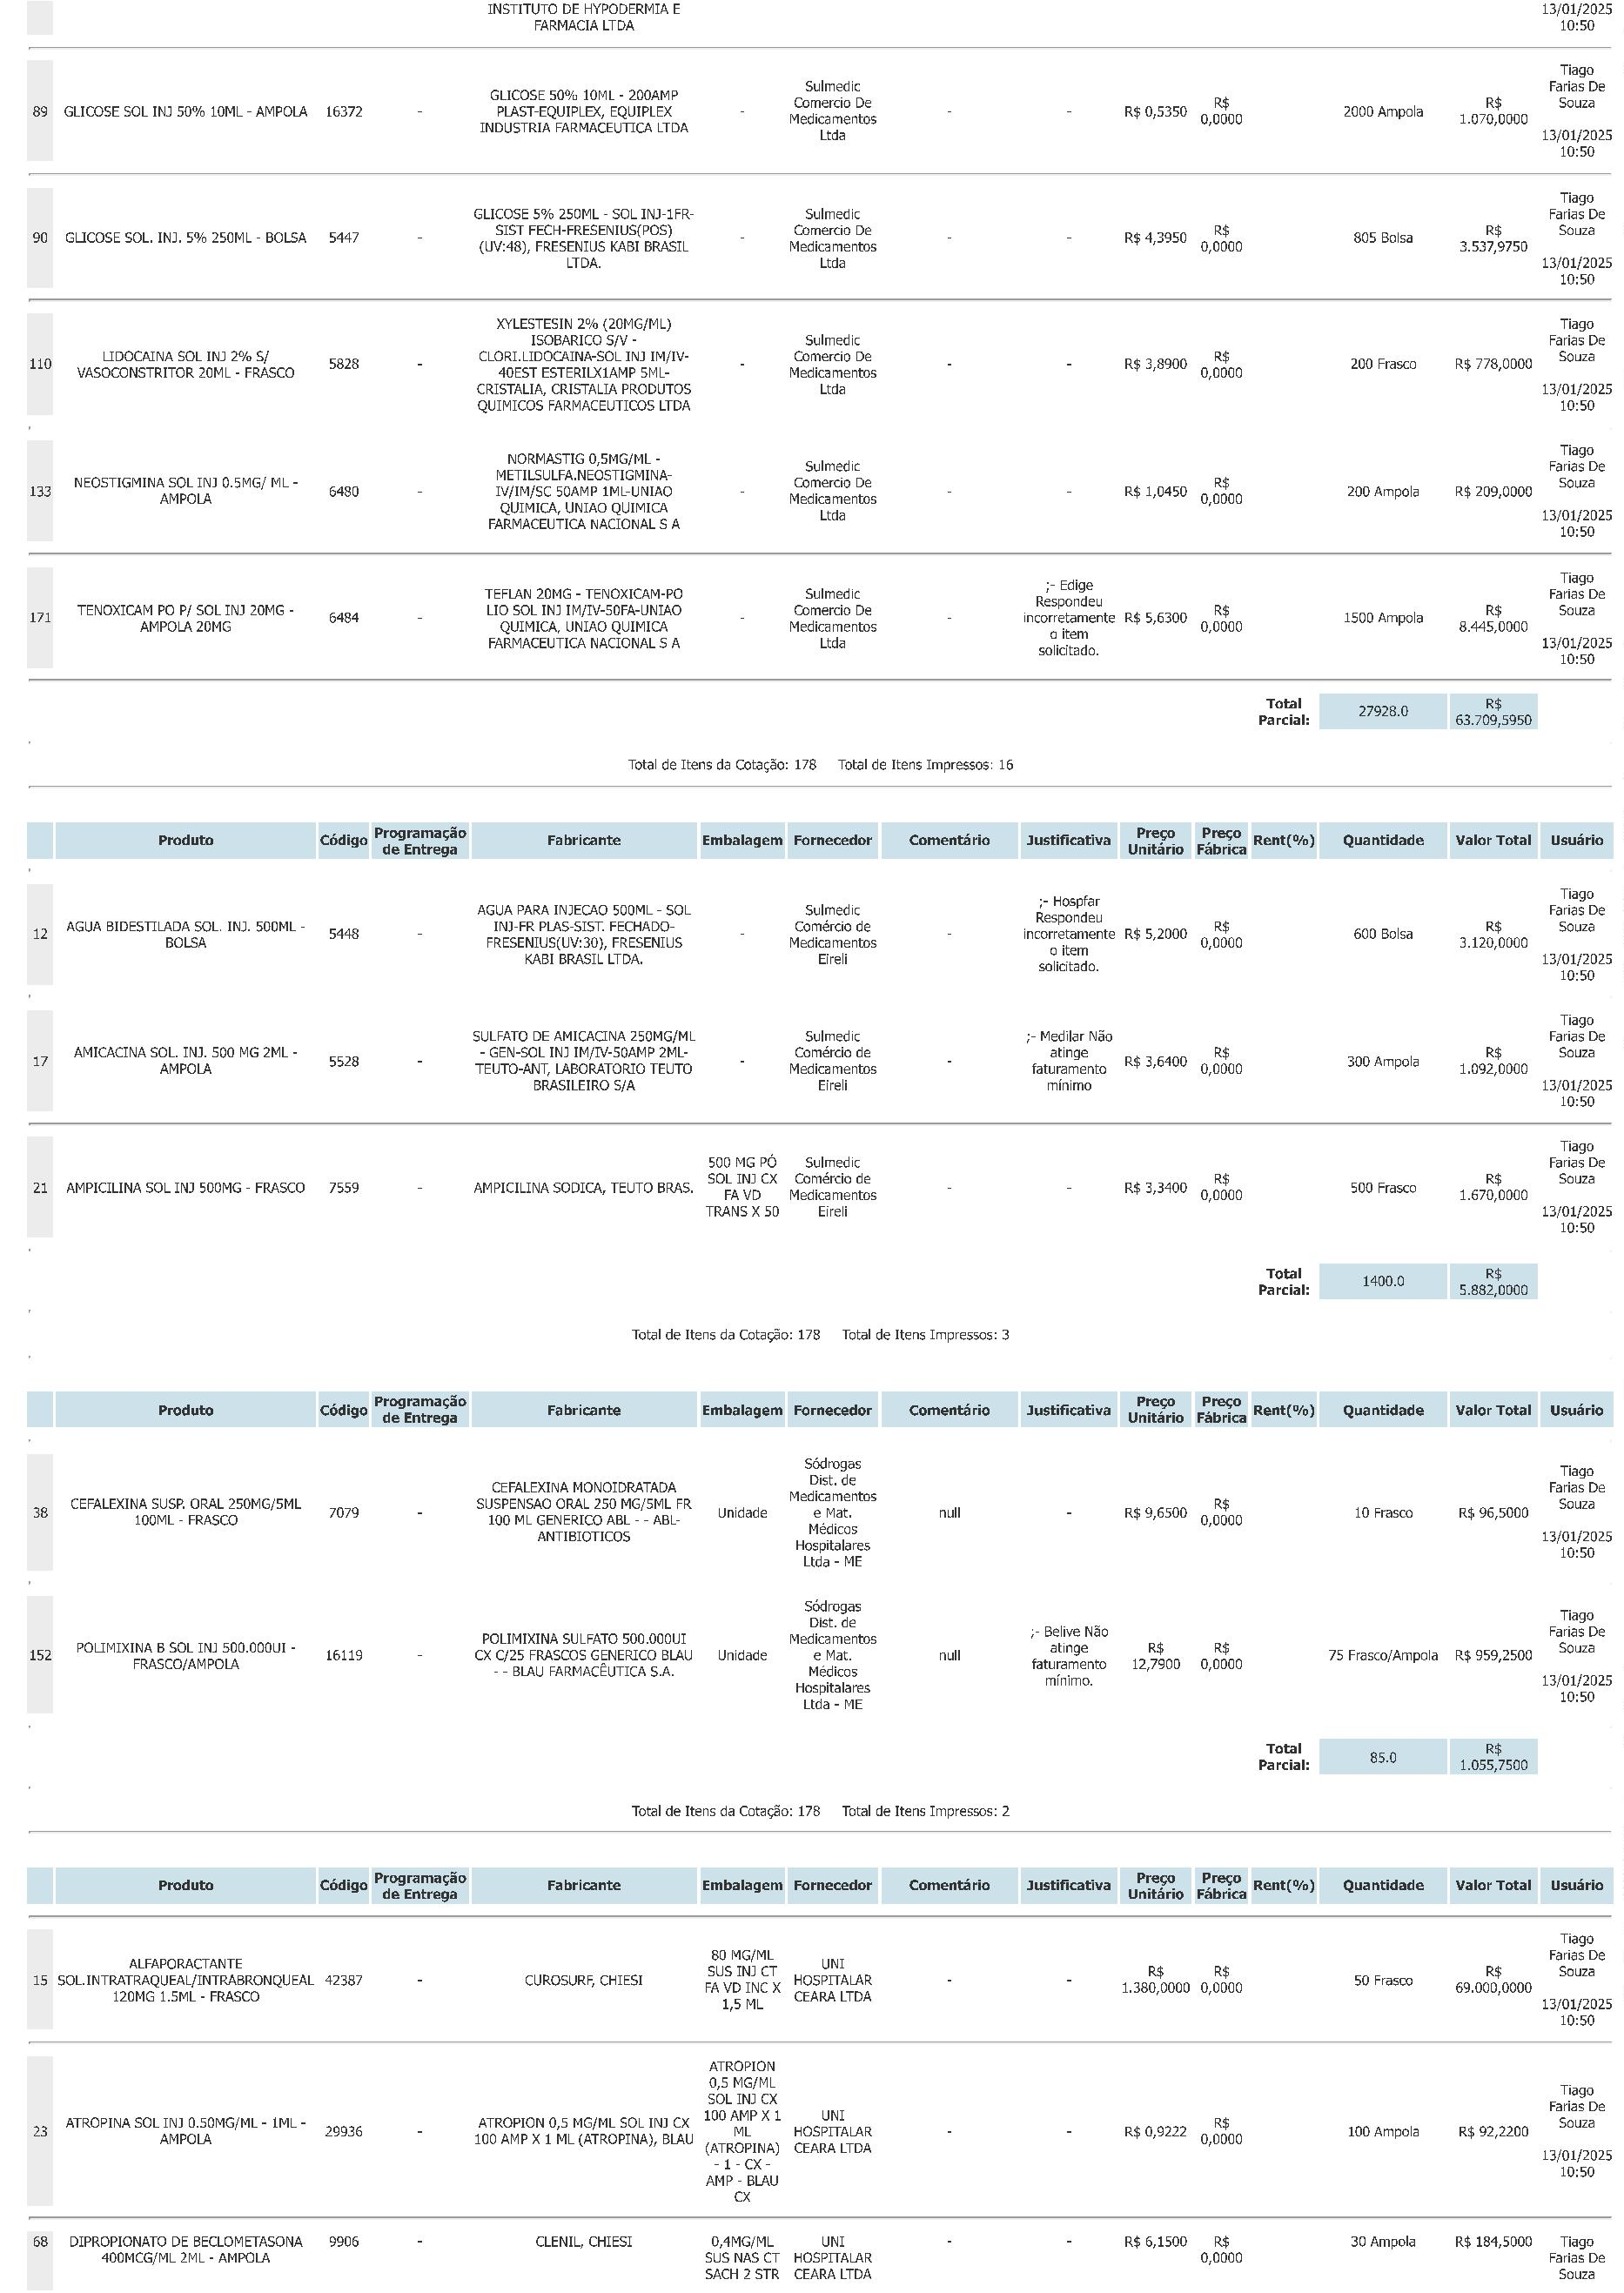 INSTITUTO DE HYPODERMIA E
FARMACIA LTDA
13/01/2025
10:50
89 GLICOSE SOL INJ 50% 10ML - AMPOLA 16372 -
GLICOSE 50% 10ML - 200AMP
PLAST-EQUIPLEX, EQUIPLEX
INDUSTRIA FARMACEUTICA LTDA
-
Sulmedic
Comercio De
Medicamentos
Ltda
- - R$ 0,5350
R$
0,0000
2000 Ampola
R$
1.070,0000
Tiago
Farias De
Souza
13/01/2025
10:50
90 GLICOSE SOL. INJ. 5% 250ML - BOLSA 5447 -
GLICOSE 5% 250ML - SOL INJ-1FR-
SIST FECH-FRESENIUS(POS)
(UV:48), FRESENIUS KABI BRASIL
LTDA.
-
Sulmedic
Comercio De
Medicamentos
Ltda
- - R$ 4,3950
R$
0,0000
805 Bolsa
R$
3.537,9750
Tiago
Farias De
Souza
13/01/2025
10:50
110
LIDOCAINA SOL INJ 2% S/
VASOCONSTRITOR 20ML - FRASCO
5828 -
XYLESTESIN 2% (20MG/ML)
ISOBARICO S/V -
CLORI.LIDOCAINA-SOL INJ IM/IV-
40EST ESTERILX1AMP 5ML-
CRISTALIA, CRISTALIA PRODUTOS
QUIMICOS FARMACEUTICOS LTDA
-
Sulmedic
Comercio De
Medicamentos
Ltda
- - R$ 3,8900
R$
0,0000
200 Frasco R$ 778,0000
Tiago
Farias De
Souza
13/01/2025
10:50
133
NEOSTIGMINA SOL INJ 0.5MG/ ML -
AMPOLA
6480 -
NORMASTIG 0,5MG/ML -
METILSULFA.NEOSTIGMINA-
IV/IM/SC 50AMP 1ML-UNIAO
QUIMICA, UNIAO QUIMICA
FARMACEUTICA NACIONAL S A
-
Sulmedic
Comercio De
Medicamentos
Ltda
- - R$ 1,0450
R$
0,0000
200 Ampola R$ 209,0000
Tiago
Farias De
Souza
13/01/2025
10:50
171
TENOXICAM PO P/ SOL INJ 20MG -
AMPOLA 20MG
6484 -
TEFLAN 20MG - TENOXICAM-PO
LIO SOL INJ IM/IV-50FA-UNIAO
QUIMICA, UNIAO QUIMICA
FARMACEUTICA NACIONAL S A
-
Sulmedic
Comercio De
Medicamentos
Ltda
-
;- Edige
Respondeu
incorretamente
o item
solicitado.
R$ 5,6300
R$
0,0000
1500 Ampola
R$
8.445,0000
Tiago
Farias De
Souza
13/01/2025
10:50
Total
Parcial:
27928.0
R$
63.709,5950
Total de Itens da Cotação: 178 Total de Itens Impressos: 16
Produto Código Programação
de Entrega Fabricante Embalagem Fornecedor Comentário Justificativa Preço
Unitário Preço
Fábrica Rent(%) Quantidade Valor Total Usuário
12
AGUA BIDESTILADA SOL. INJ. 500ML -
BOLSA
5448 -
AGUA PARA INJECAO 500ML - SOL
INJ-FR PLAS-SIST. FECHADO-
FRESENIUS(UV:30), FRESENIUS
KABI BRASIL LTDA.
-
Sulmedic
Comércio de
Medicamentos
Eireli
-
;- Hospfar
Respondeu
incorretamente
o item
solicitado.
R$ 5,2000
R$
0,0000
600 Bolsa
R$
3.120,0000
Tiago
Farias De
Souza
13/01/2025
10:50
17
AMICACINA SOL. INJ. 500 MG 2ML -
AMPOLA
5528 -
SULFATO DE AMICACINA 250MG/ML
- GEN-SOL INJ IM/IV-50AMP 2ML-
TEUTO-ANT, LABORATORIO TEUTO
BRASILEIRO S/A
-
Sulmedic
Comércio de
Medicamentos
Eireli
-
;- Medilar Não
atinge
faturamento
mínimo
R$ 3,6400
R$
0,0000
300 Ampola
R$
1.092,0000
Tiago
Farias De
Souza
13/01/2025
10:50
21 AMPICILINA SOL INJ 500MG - FRASCO 7559 - AMPICILINA SODICA, TEUTO BRAS.
500 MG PÓ
SOL INJ CX
FA VD
TRANS X 50
Sulmedic
Comércio de
Medicamentos
Eireli
- - R$ 3,3400
R$
0,0000
500 Frasco
R$
1.670,0000
Tiago
Farias De
Souza
13/01/2025
10:50
Total
Parcial:
1400.0
R$
5.882,0000
Total de Itens da Cotação: 178 Total de Itens Impressos: 3
Produto Código Programação
de Entrega Fabricante Embalagem Fornecedor Comentário Justificativa Preço
Unitário Preço
Fábrica Rent(%) Quantidade Valor Total Usuário
38
CEFALEXINA SUSP. ORAL 250MG/5ML
100ML - FRASCO
7079 -
CEFALEXINA MONOIDRATADA
SUSPENSAO ORAL 250 MG/5ML FR
100 ML GENERICO ABL - - ABL-
ANTIBIOTICOS
Unidade
Sódrogas
Dist. de
Medicamentos
e Mat.
Médicos
Hospitalares
Ltda - ME
null - R$ 9,6500
R$
0,0000
10 Frasco R$ 96,5000
Tiago
Farias De
Souza
13/01/2025
10:50
152
POLIMIXINA B SOL INJ 500.000UI -
FRASCO/AMPOLA
16119 -
POLIMIXINA SULFATO 500.000UI
CX C/25 FRASCOS GENERICO BLAU
- - BLAU FARMACÊUTICA S.A.
Unidade
Sódrogas
Dist. de
Medicamentos
e Mat.
Médicos
Hospitalares
Ltda - ME
null
;- Belive Não
atinge
faturamento
mínimo.
R$
12,7900
R$
0,0000
75 Frasco/Ampola R$ 959,2500
Tiago
Farias De
Souza
13/01/2025
10:50
Total
Parcial:
85.0
R$
1.055,7500
Total de Itens da Cotação: 178 Total de Itens Impressos: 2
Produto Código Programação
de Entrega Fabricante Embalagem Fornecedor Comentário Justificativa Preço
Unitário Preço
Fábrica Rent(%) Quantidade Valor Total Usuário
15
ALFAPORACTANTE
SOL.INTRATRAQUEAL/INTRABRONQUEAL
120MG 1.5ML - FRASCO
42387 - CUROSURF, CHIESI
80 MG/ML
SUS INJ CT
FA VD INC X
1,5 ML
UNI
HOSPITALAR
CEARA LTDA
- -
R$
1.380,0000
R$
0,0000
50 Frasco
R$
69.000,0000
Tiago
Farias De
Souza
13/01/2025
10:50
23
ATROPINA SOL INJ 0.50MG/ML - 1ML -
AMPOLA
29936 -
ATROPION 0,5 MG/ML SOL INJ CX
100 AMP X 1 ML (ATROPINA), BLAU
ATROPION
0,5 MG/ML
SOL INJ CX
100 AMP X 1
ML
(ATROPINA)
- 1 - CX -
AMP - BLAU
CX
UNI
HOSPITALAR
CEARA LTDA
- - R$ 0,9222
R$
0,0000
100 Ampola R$ 92,2200
Tiago
Farias De
Souza
13/01/2025
10:50
68
DIPROPIONATO DE BECLOMETASONA
400MCG/ML 2ML - AMPOLA
9906 - CLENIL, CHIESI
0,4MG/ML
SUS NAS CT
SACH 2 STR
UNI
HOSPITALAR
CEARA LTDA
- - R$ 6,1500
R$
0,0000
30 Ampola R$ 184,5000
Tiago
Farias De
Souza